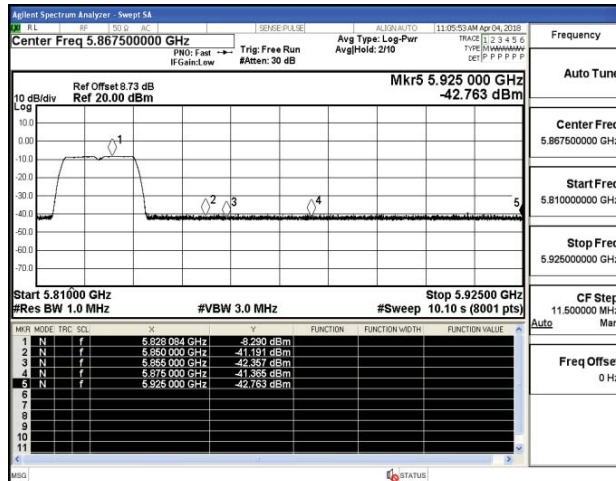 Agilent Spectrum Analyzer - Swept SA
RL RF 50 Ω AC SENSE:PULSE ALIGNAUTO 11:05:53 AM Apr 04, 2018
Center Freq 5.867500000 GHz
PNO: Fast
IFGain:Low
Trig: Free Run
#Atten: 30 dB
Avg Type: Log-Pwr
Avg|Hold: 2/10
TRACE 1 2 3 4 5 6
TYPE M
DET P P P P P P
Frequency
Auto Tune
Mkr5 5.925 000 GHz
-42.763 dBm
Ref Offset 8.73 dB
10 dB/div Ref 20.00 dBm
Log
10.0
0.00
-10.0
-20.0
-30.0
-40.0
-50.0
-60.0
-70.0
1
2
3
4
5
Center Freq
5.867500000 GHz
Start Freq
5.810000000 GHz
Stop Freq
5.925000000 GHz
CF Step
11.500000 MHz
Auto Man
Freq Offset
0 Hz
Start 5.81000 GHz Stop 5.92500 GHz
#Res BW 1.0 MHz #VBW 3.0 MHz #Sweep 10.10 s (8001 pts)
MKR MODE TRC SCL X Y FUNCTION FUNCTION WIDTH FUNCTION VALUE
1 N f 5.828 084 GHz -8.290 dBm
2 N f 5.850 000 GHz -41.191 dBm
3 N f 5.855 000 GHz -42.357 dBm
4 N f 5.875 000 GHz -41.365 dBm
5 N f 5.925 000 GHz -42.763 dBm
6
7
8
9
10
11
MSG STATUS